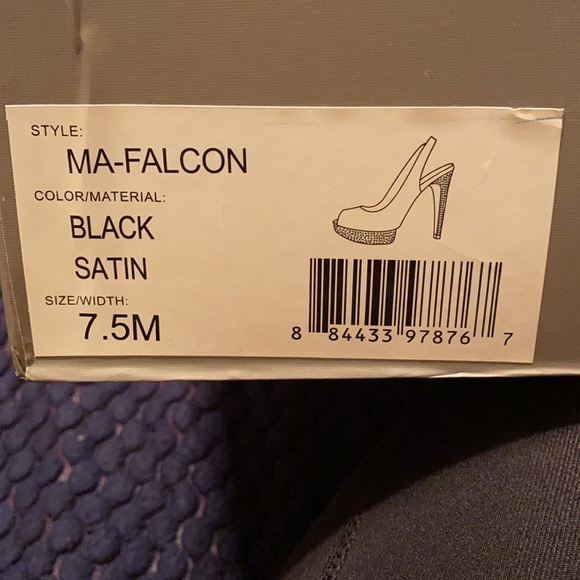 STYLE:
MA-FALCON
COLOR/MATERIAL:
BLACK
SATIN
SIZE/WIDTH:
7.5M
8 84433 97876 7